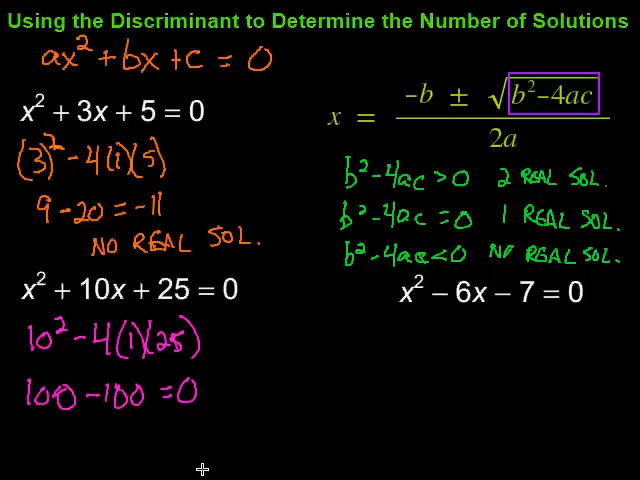 Using the Discriminant to Determine the Number of Solutions
ax² + bx + c = 0
x² + 3x + 5 = 0
(3)² - 4(1)(5)
9 - 20 = -11
NO REAL SOL.
x² + 10x + 25 = 0
10² - 4(1)(25)
100 - 100 = 0
x = (-b ± √(b² - 4ac)) / 2a
b² - 4ac > 0 2 REAL SOL.
b² - 4ac = 0 1 REAL SOL.
b² - 4ac < 0 NO REAL SOL.
x² − 6x − 7 = 0